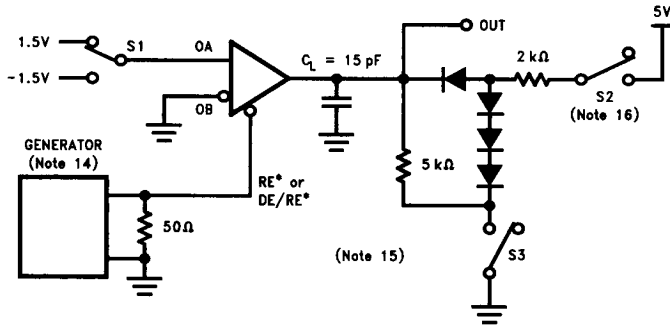 5V
OUT
1.5V
S1
OA
C_L = 15 pF
2 kΩ
-1.5V
S2
(Note 16)
OB
GENERATOR
(Note 14)
RE* or
DE/RE*
5 kΩ
50Ω
(Note 15)
S3